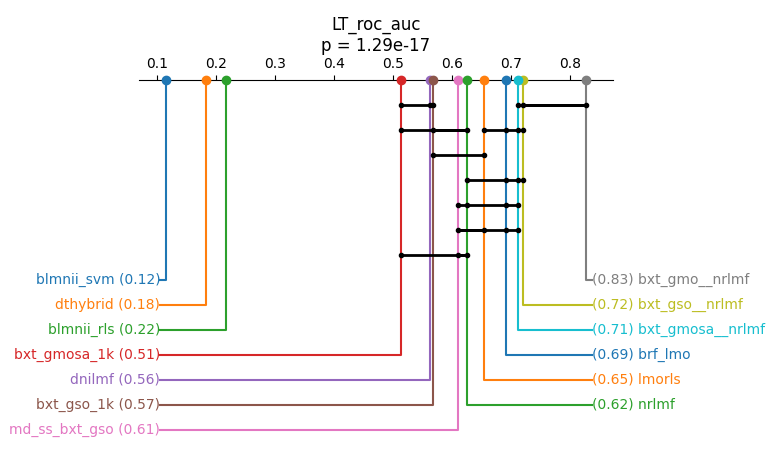 LT_roc_auc
p = 1.29e-17
0.1 0.2 0.3 0.4 0.5 0.6 0.7 0.8
blmnii_svm (0.12)
dthybrid (0.18)
blmnii_rls (0.22)
bxt_gmosa_1k (0.51)
dnilmf (0.56)
bxt_gso_1k (0.57)
md_ss_bxt_gso (0.61)
(0.83) bxt_gmo__nrlmf
(0.72) bxt_gso__nrlmf
(0.71) bxt_gmosa__nrlmf
(0.69) brf_lmo
(0.65) lmorls
(0.62) nrlmf